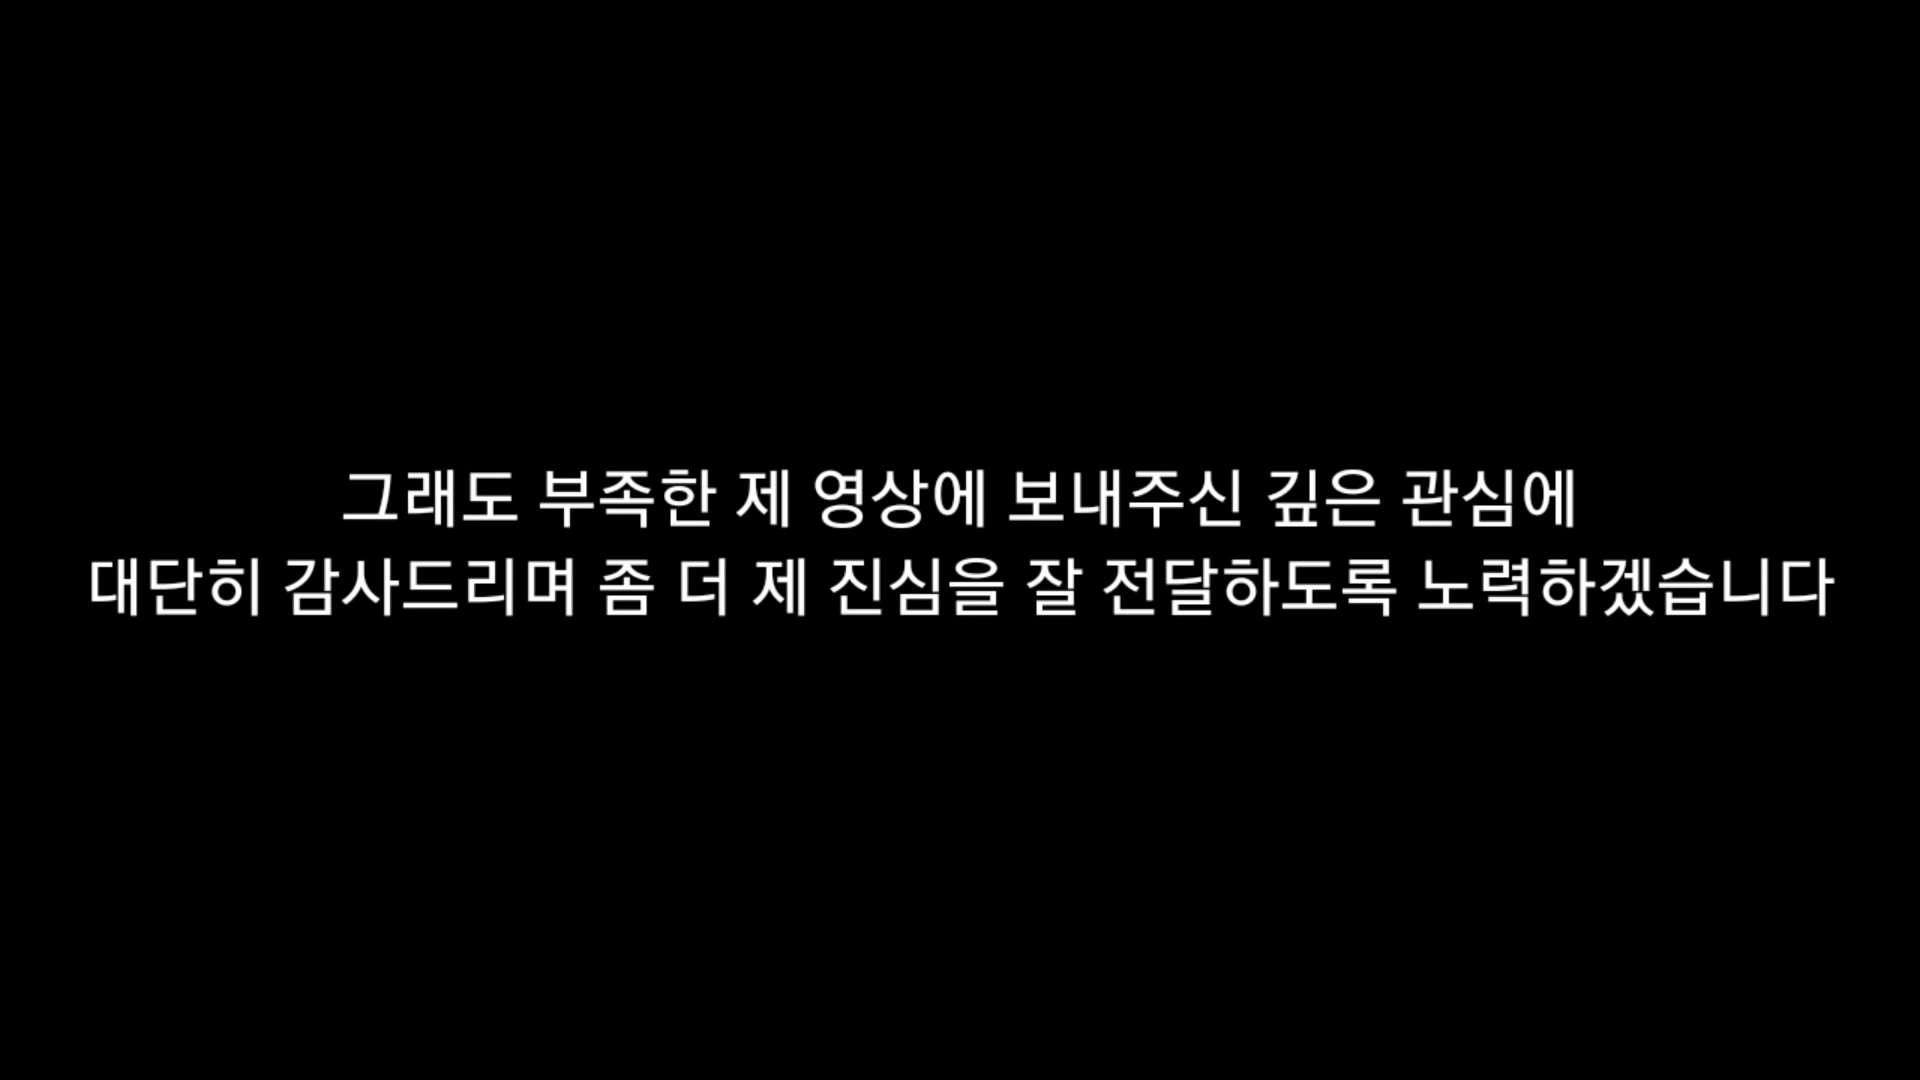 그래도 부족한 제 영상에 보내주신 깊은 관심에
대단히 감사드리며 좀 더 제 진심을 잘 전달하도록 노력하겠습니다